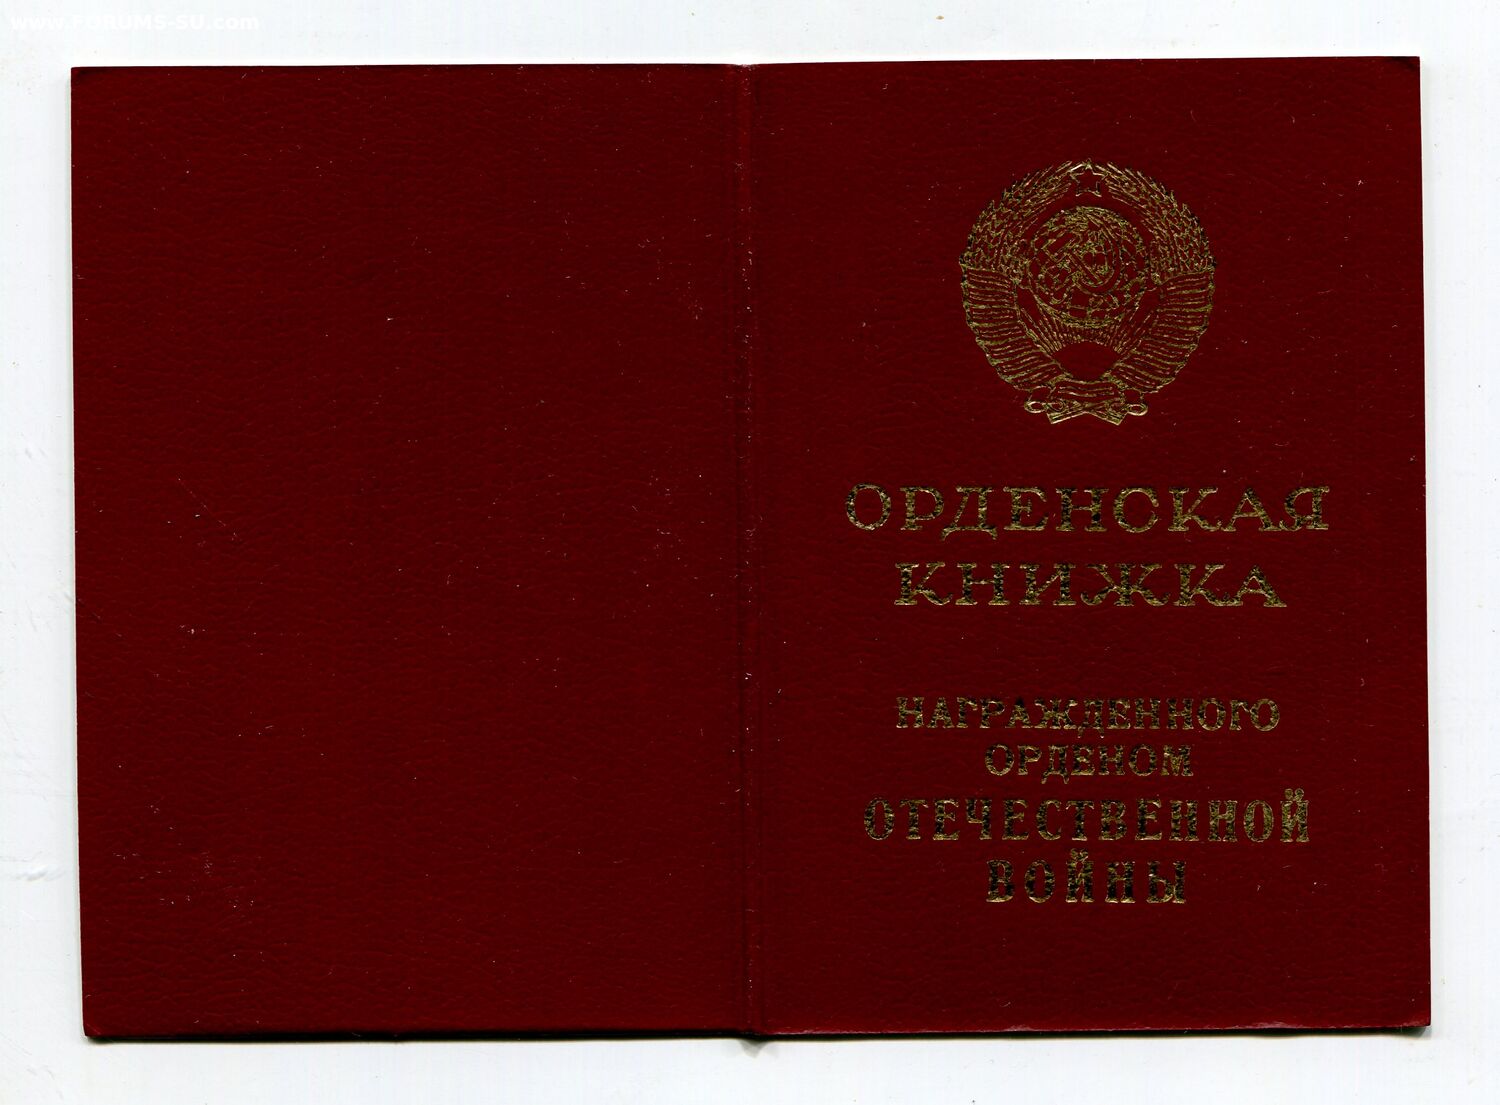 www.FORUMS-SU.com
ОРДЕНСКАЯ
КНИЖКА
НАГРАЖДЕННОГО
ОРДЕНОМ
ОТЕЧЕСТВЕННОЙ
ВОЙНЫ